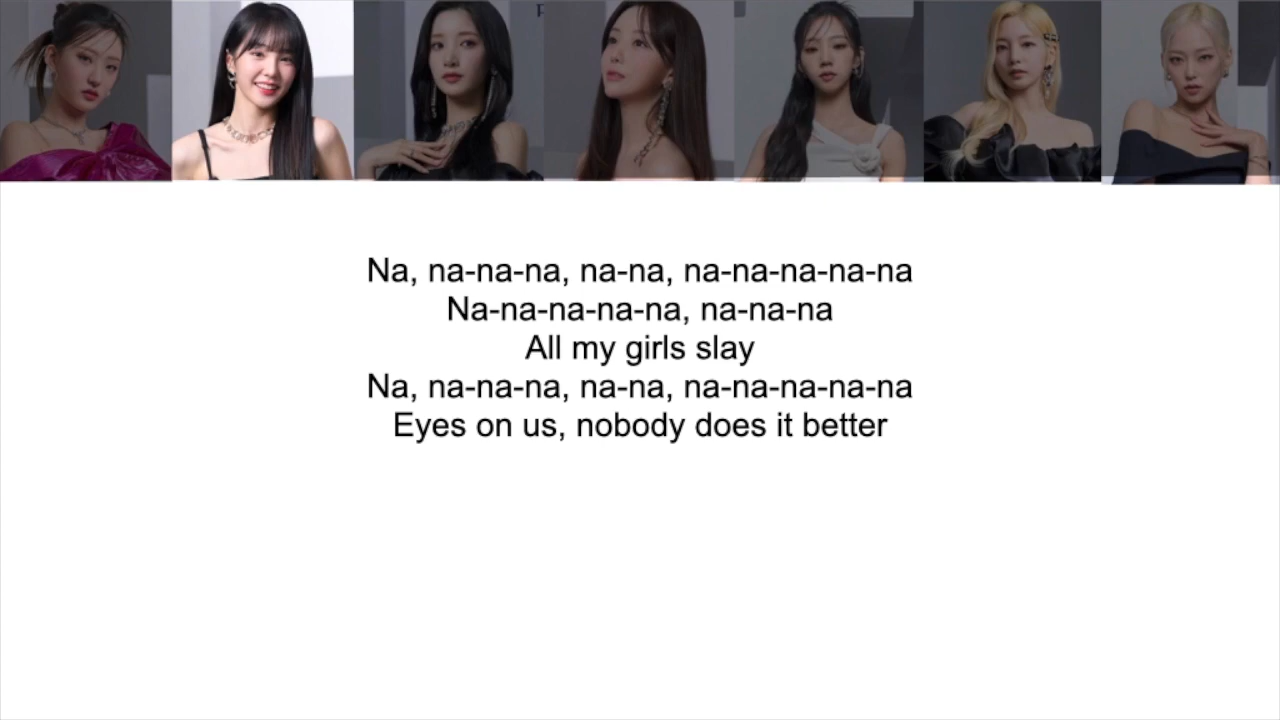 Na, na-na-na, na-na, na-na-na-na-na
Na-na-na-na-na, na-na-na
All my girls slay
Na, na-na-na, na-na, na-na-na-na-na
Eyes on us, nobody does it better